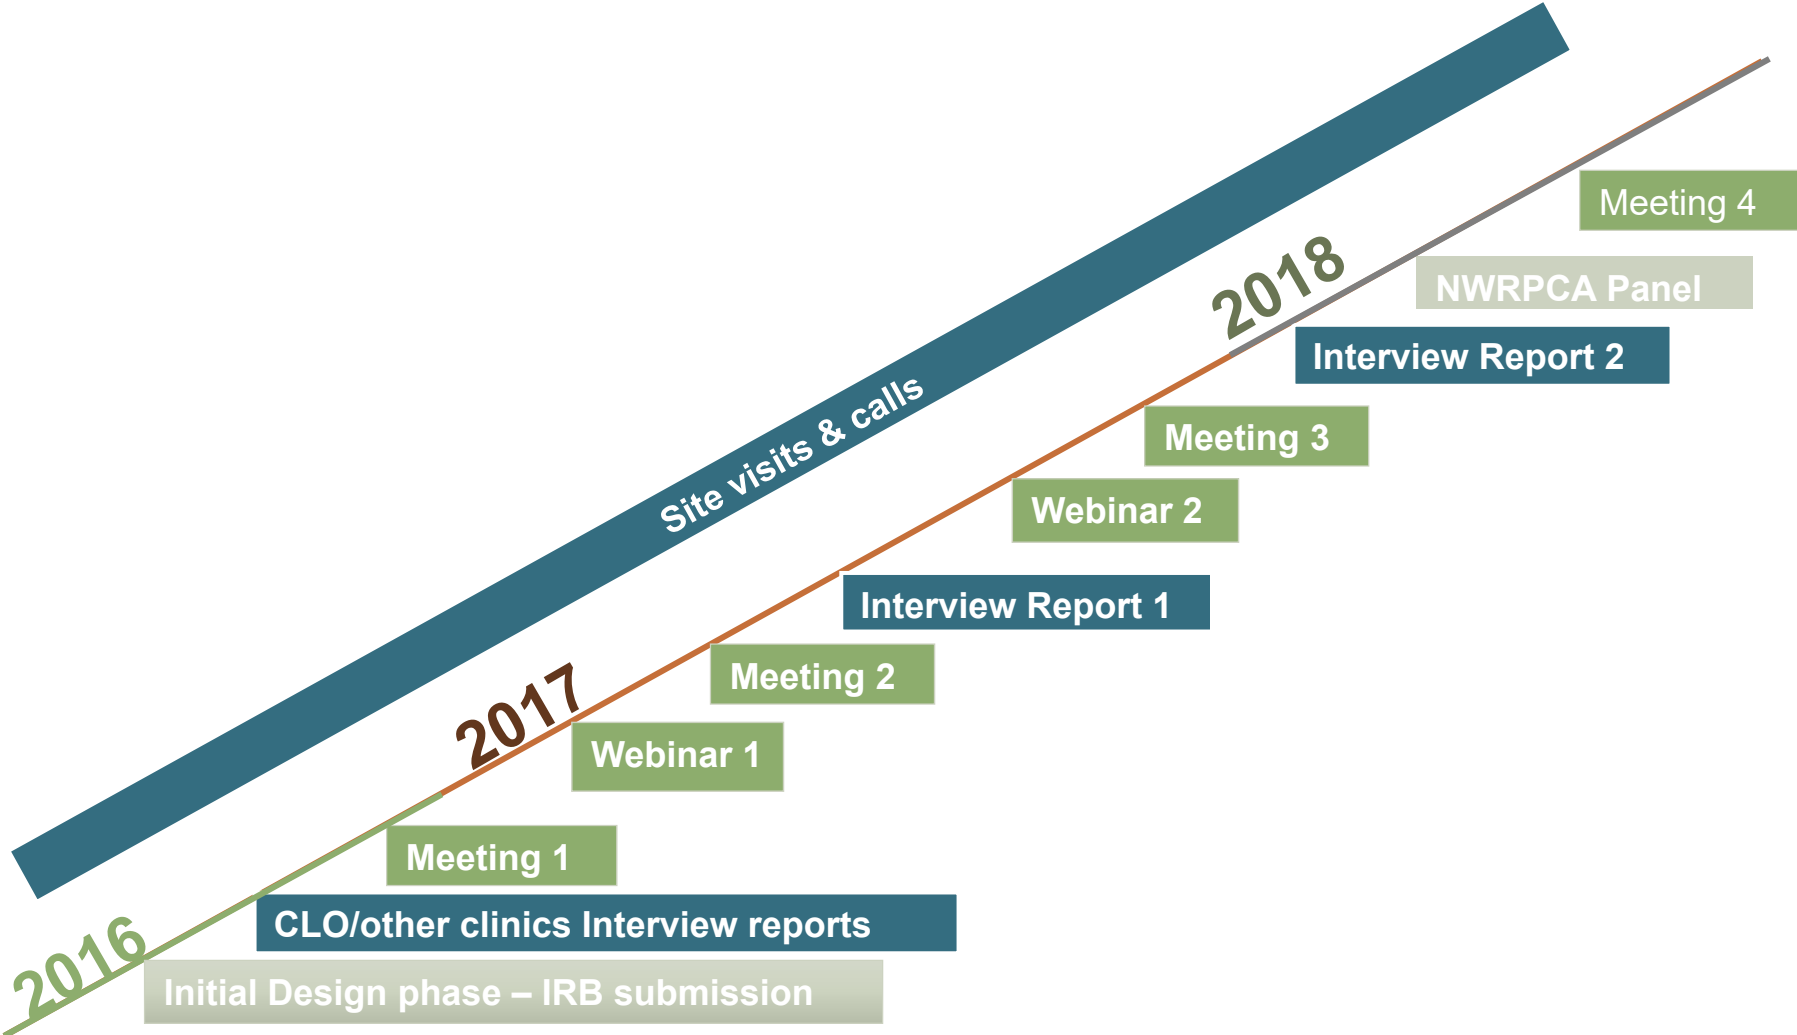 Meeting 4
2018
NWRPCA Panel
Interview Report 2
Site visits & calls
Meeting 3
Webinar 2
Interview Report 1
Meeting 2
2017
Webinar 1
Meeting 1
CLO/other clinics Interview reports
2016
Initial Design phase – IRB submission